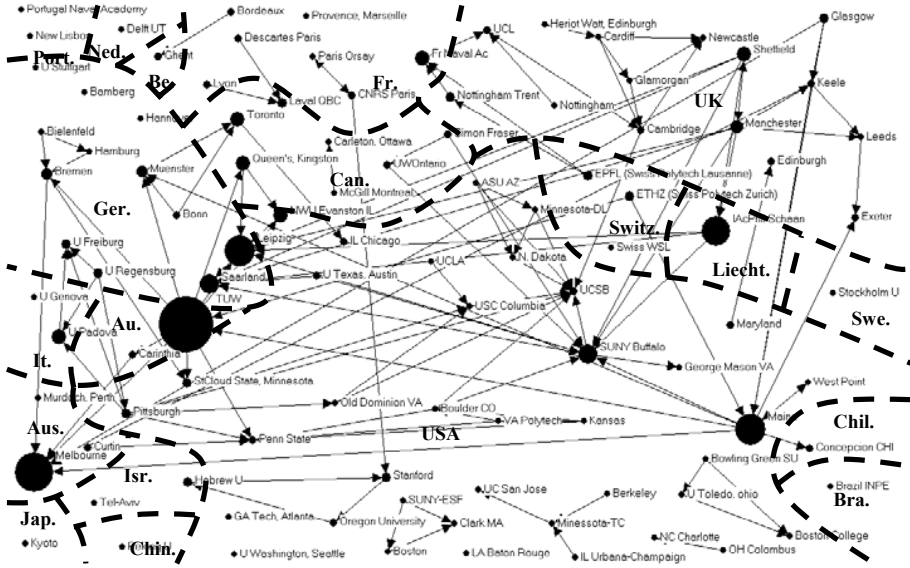 Portugal Naval Academy
Bordeaux
Provence, Marseille
Heriot Watt, Edinburgh
Glasgow
New Lisbon
Delft UT
Descartes Paris
UCL
Cardiff
Newcastle
Port.
Ned.
Can.
Ghent
Paris Orsay
Fr Naval Ac
Sheffield
U Stuttgart
Be.
Fr.
Glamorgan
Keele
Bamberg
Lyon
Laval QBC
CNRS Paris
Nottingham Trent
Nottingham
UK
Hannover
Toronto
Simon Fraser
Cambridge
Manchester
Leeds
Bielenfeld
Carleton, Ottawa
Hamburg
Queen's, Kingston
UWOntario
Edinburgh
Bremen
Muenster
Can.
ASU AZ
EPFL (Swiss Polytech Lausanne)
McGill Montreal
ETHZ (Swiss Polytech Zurich)
Ger.
Bonn
NWU Evanston IL
Minnesota-DL
Switz.
IAcPhilSchaan
Exeter
U Freiburg
Leipzig
IL Chicago
Swiss WSL
U Regensburg
Saarland
U Texas, Austin
UCLA
N. Dakota
Liecht.
U Genova
TUW
USC Columbia
UCSB
Stockholm U
U Padova
Au.
Maryland
Swe.
It.
Carinthia
SUNY Buffalo
StCloud State, Minnesota
George Mason VA
West Point
Murdoch, Perth
Pittsburgh
Old Dominion VA
Boulder CO
VA Polytech
Kansas
Maine
Chil.
Aus.
Curtin
Penn State
USA
Concepcion CHI
Melbourne
Isr.
Hebrew U
Stanford
Bowling Green SU
Brazil INPE
Tel-Aviv
SUNY-ESF
UC San Jose
Berkeley
U Toledo, ohio
Bra.
Jap.
GA Tech, Atlanta
Oregon University
Clark MA
Minessota-TC
Boston College
Kyoto
Chin.
U Washington, Seattle
Boston
LA Baton Rouge
NC Charlotte
IL Urbana-Champaign
OH Colombus